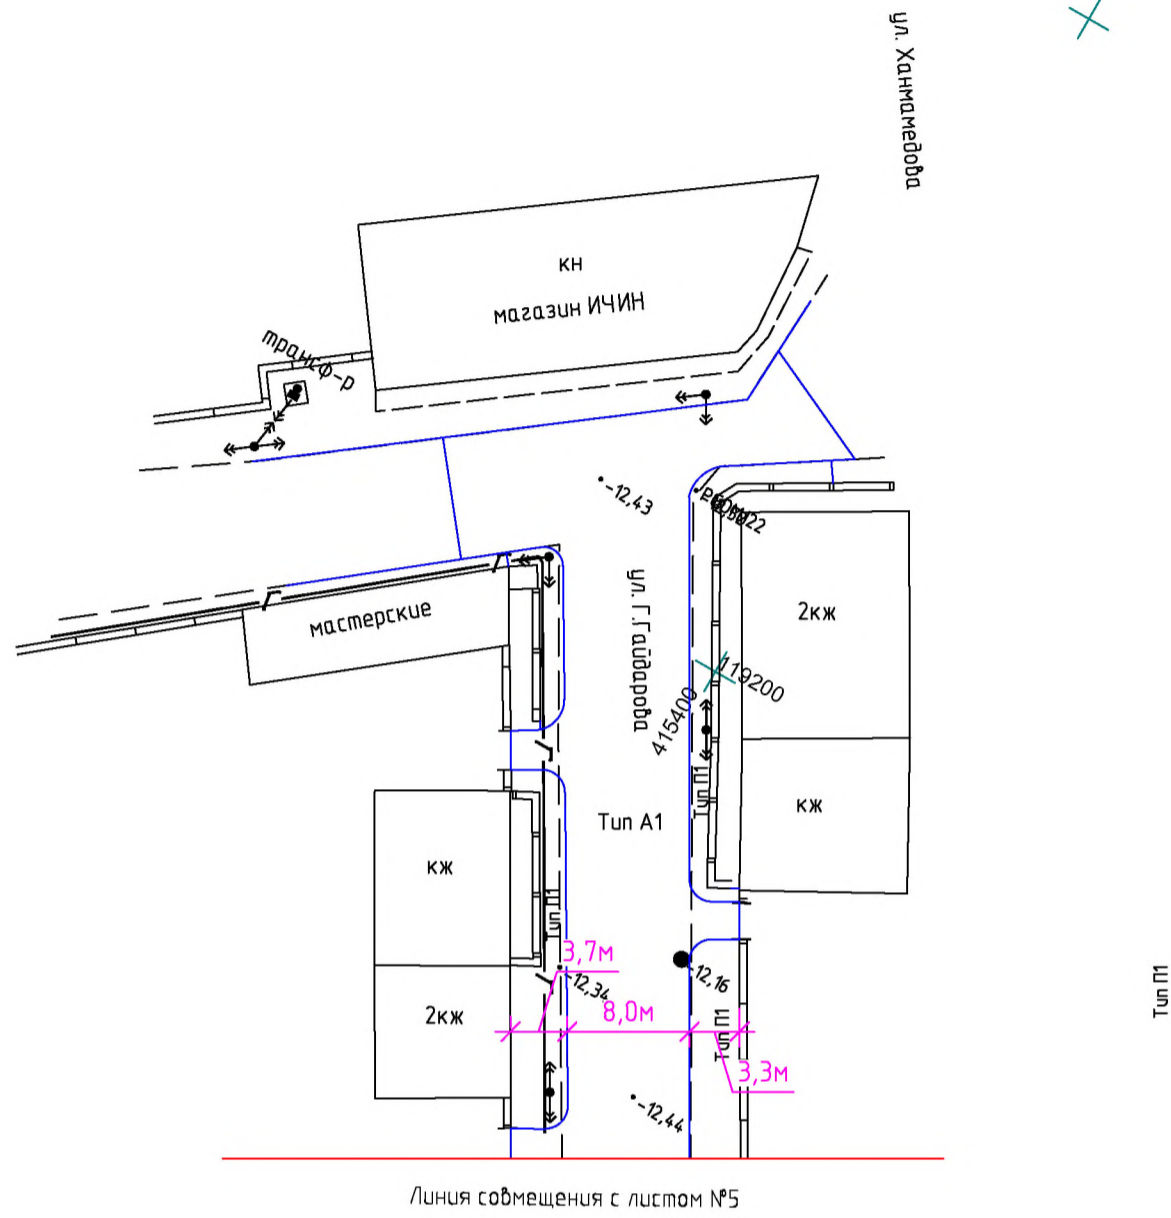 ул. Ханмамедова
кн
магазин ИЧИН
трансф-р
-12,43
мастерские
ул. Г.Гайдарова
2кж
119200
415400
Тип П1
кж
Тип А1
кж
Тип П1
3,7м
-12,34
-12,16
8,0м
2кж
Тип П1
3,3м
-12,44
Тип П1
Линия совмещения с листом №5